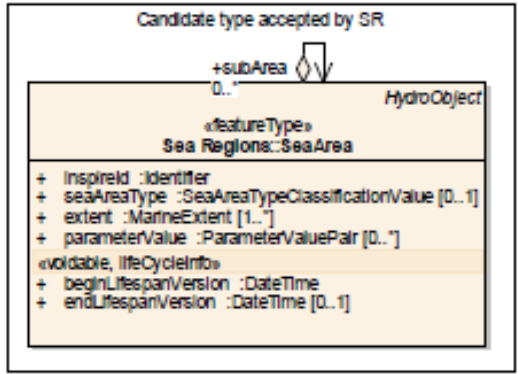 Candidate type accepted by SR
+subArea
0..*
HydroObject
«featureType»
Sea Regions::SeaArea
+ inspireId :Identifier
+ seaAreaType :SeaAreaTypeClassificationValue [0..1]
+ extent :MarineExtent [1..*]
+ parameterValue :ParameterValuePair [0..*]
«voidable, lifeCycleInfo»
+ beginLifespanVersion :DateTime
+ endLifespanVersion :DateTime [0..1]